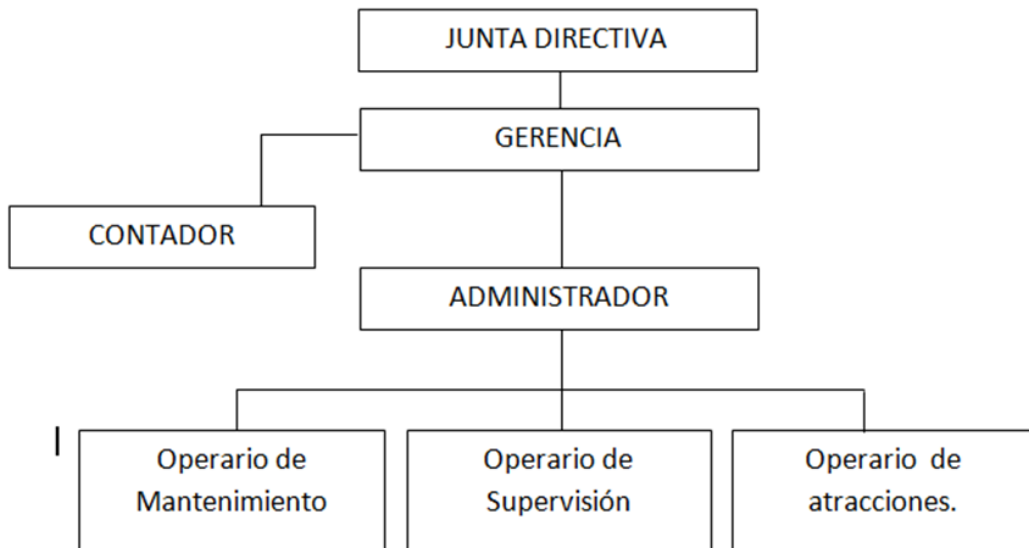 JUNTA DIRECTIVA
GERENCIA
CONTADOR
ADMINISTRADOR
Operario de
Mantenimiento
Operario de
Supervisión
Operario de
atracciones.